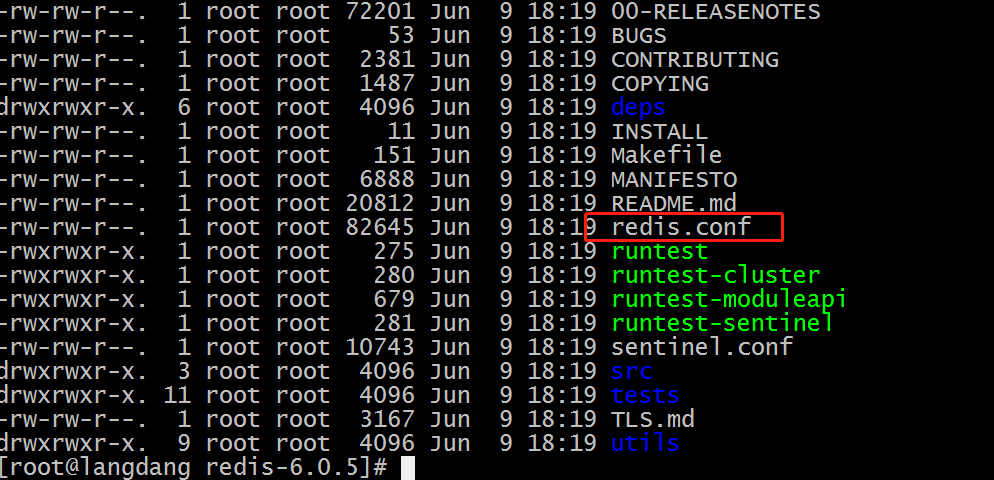 -rw-rw-r--. 1 root root 72201 Jun 9 18:19 00-RELEASENOTES
-rw-rw-r--. 1 root root 53 Jun 9 18:19 BUGS
-rw-rw-r--. 1 root root 2381 Jun 9 18:19 CONTRIBUTING
-rw-rw-r--. 1 root root 1487 Jun 9 18:19 COPYING
drwxrwxr-x. 6 root root 4096 Jun 9 18:19 deps
-rw-rw-r--. 1 root root 11 Jun 9 18:19 INSTALL
-rw-rw-r--. 1 root root 151 Jun 9 18:19 Makefile
-rw-rw-r--. 1 root root 6888 Jun 9 18:19 MANIFESTO
-rw-rw-r--. 1 root root 20812 Jun 9 18:19 README.md
-rw-rw-r--. 1 root root 82645 Jun 9 18:19 redis.conf
-rwxrwxr-x. 1 root root 275 Jun 9 18:19 runtest
-rwxrwxr-x. 1 root root 280 Jun 9 18:19 runtest-cluster
-rwxrwxr-x. 1 root root 679 Jun 9 18:19 runtest-moduleapi
-rwxrwxr-x. 1 root root 281 Jun 9 18:19 runtest-sentinel
-rw-rw-r--. 1 root root 10743 Jun 9 18:19 sentinel.conf
drwxrwxr-x. 3 root root 4096 Jun 9 18:19 src
drwxrwxr-x. 11 root root 4096 Jun 9 18:19 tests
-rw-rw-r--. 1 root root 3167 Jun 9 18:19 TLS.md
drwxrwxr-x. 9 root root 4096 Jun 9 18:19 utils
[root@langdang redis-6.0.5]#